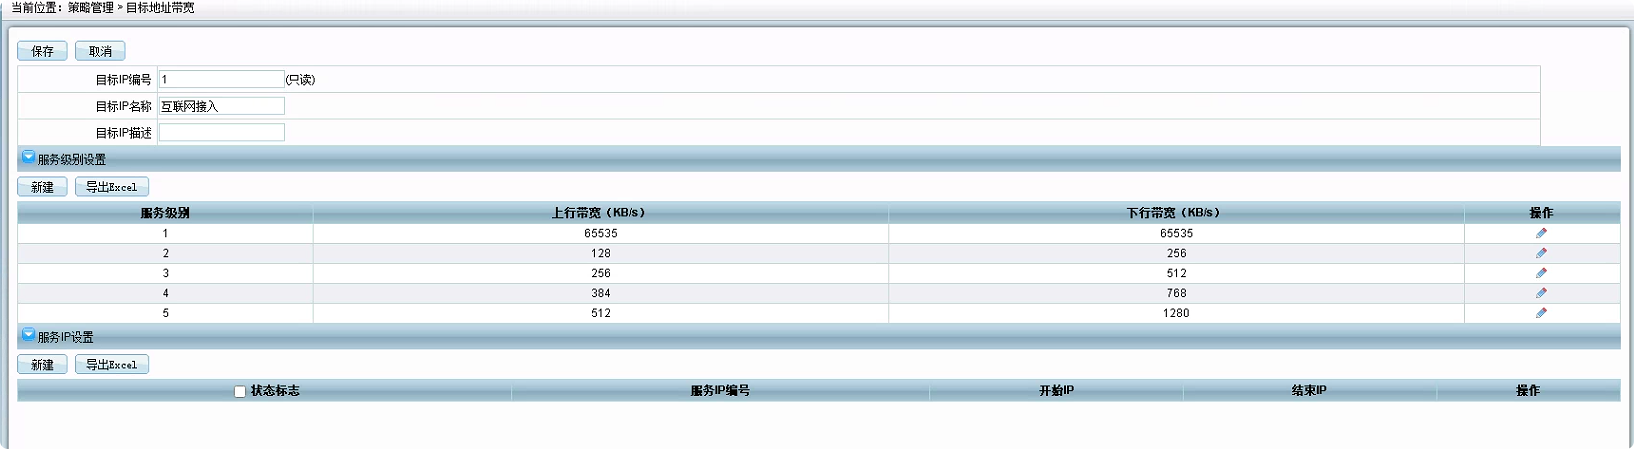 当前位置：策略管理 » 目标地址带宽
保存 取消
目标IP编号 1 (只读)
目标IP名称 互联网接入
目标IP描述
服务级别设置
新建 导出Excel
服务级别 上行带宽（KB/s） 下行带宽（KB/s） 操作
1 65535 65535
2 128 256
3 256 512
4 384 768
5 512 1280
服务IP设置
新建 导出Excel
状态标志 服务IP编号 开始IP 结束IP 操作